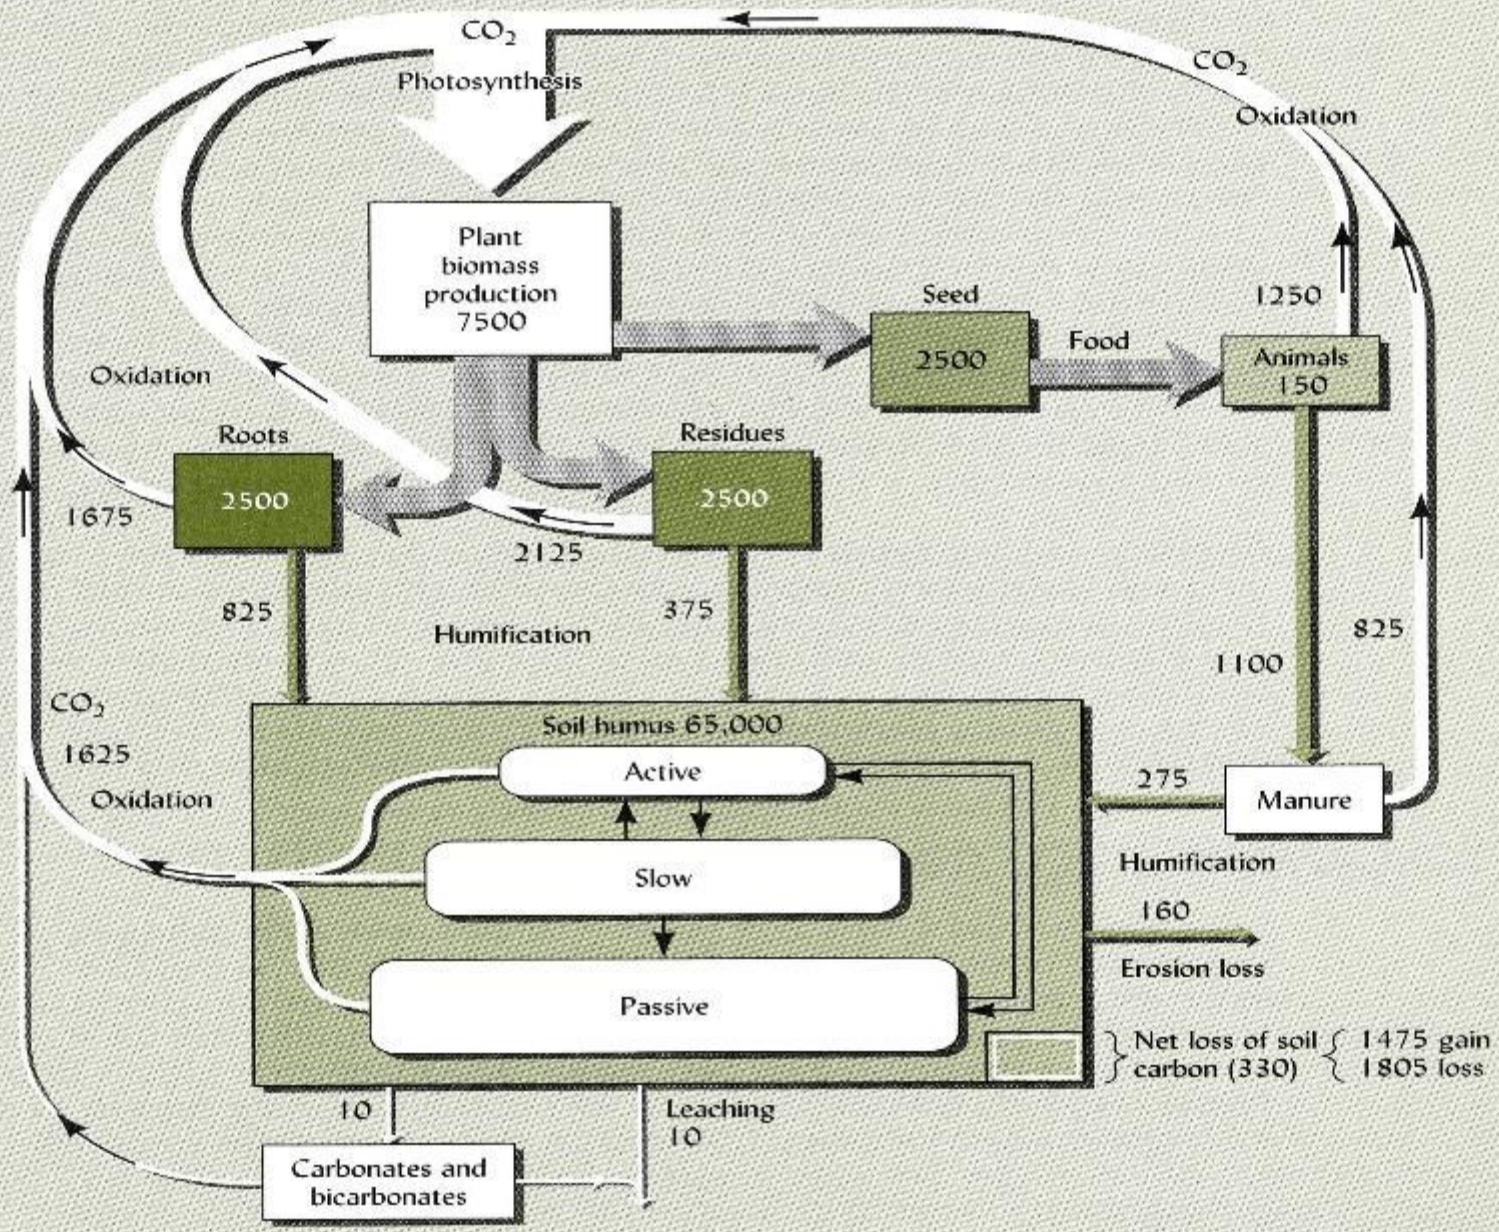 CO₂
CO₂
Photosynthesis
Oxidation
Plant
biomass
production
7500
Seed
2500
Food
1250
Animals
150
Oxidation
Roots
2500
Residues
2500
1675
2125
825
375
Humification
825
1100
CO₂
1625
Oxidation
Soil humus 65,000
Active
Slow
Passive
275
Manure
Humification
160
Erosion loss
Net loss of soil
carbon (330)
1475 gain
1805 loss
10
Leaching
10
Carbonates and
bicarbonates